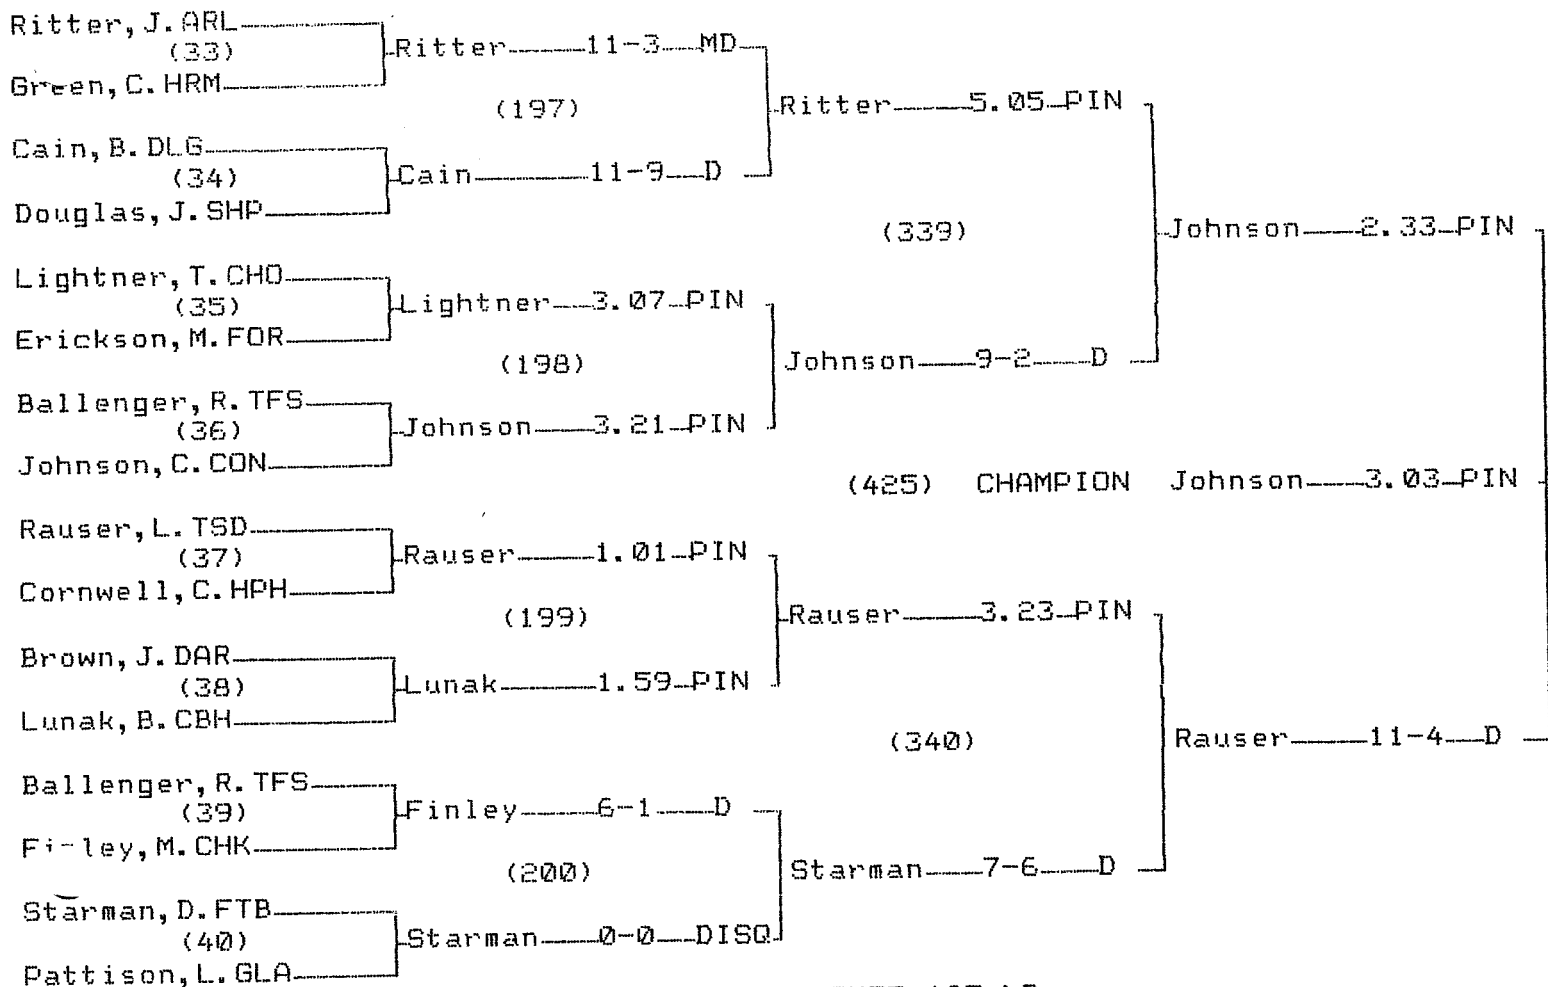 Ritter, J. ARL
(33) Ritter 11-3 MD
Green, C. HRM
(197) Ritter 5.05 PIN
Cain, B. DLG
(34) Cain 11-9 D
Douglas, J. SHP
(339) Johnson 2.33 PIN
Lightner, T. CHO
(35) Lightner 3.07 PIN
Erickson, M. FOR
(198) Johnson 9-2 D
Ballenger, R. TFS
(36) Johnson 3.21 PIN
Johnson, C. CON
(425) CHAMPION Johnson 3.03 PIN
Rauser, L. TSD
(37) Rauser 1.01 PIN
Cornwell, C. HPH
(199) Rauser 3.23 PIN
Brown, J. DAR
(38) Lunak 1.59 PIN
Lunak, B. CBH
(340) Rauser 11-4 D
Ballenger, R. TFS
(39) Finley 6-1 D
Finley, M. CHK
(200) Starman 7-6 D
Starman, D. FTB
(40) Starman 0-0 DISQ
Pattison, L. GLA